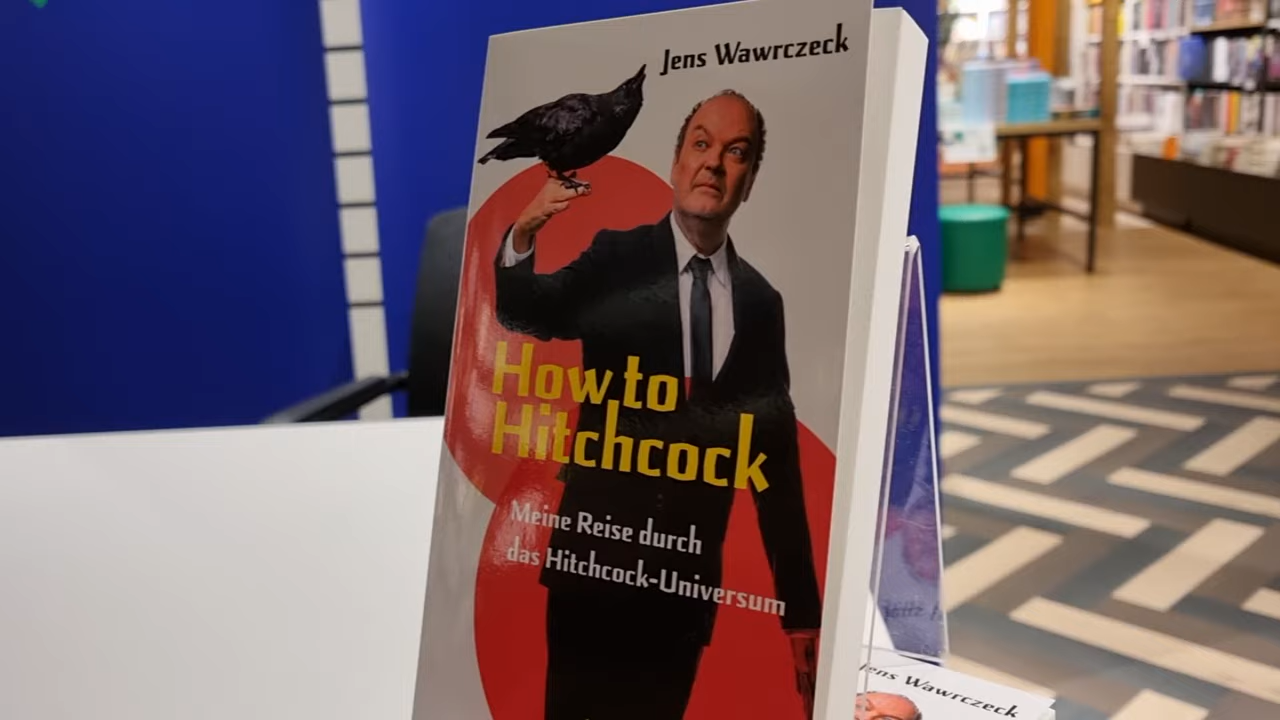 Jens Wawrczeck
How to
Hitchcock
Meine Reise durch
das Hitchcock-Universum
Jens Wawrczeck